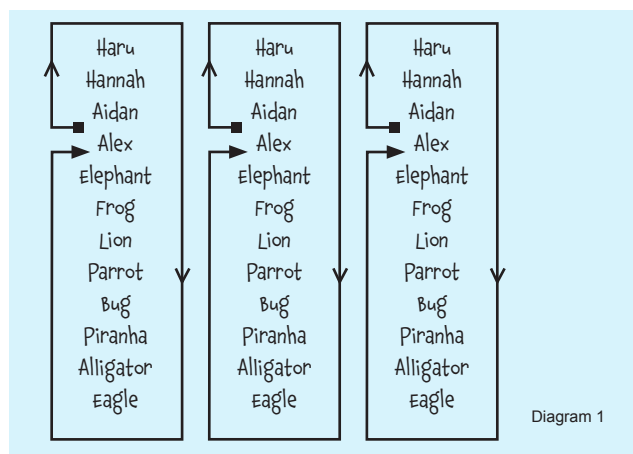 Haru
Hannah
Aidan
Alex
Elephant
Frog
Lion
Parrot
Bug
Piranha
Alligator
Eagle
Haru
Hannah
Aidan
Alex
Elephant
Frog
Lion
Parrot
Bug
Piranha
Alligator
Eagle
Haru
Hannah
Aidan
Alex
Elephant
Frog
Lion
Parrot
Bug
Piranha
Alligator
Eagle
Diagram 1